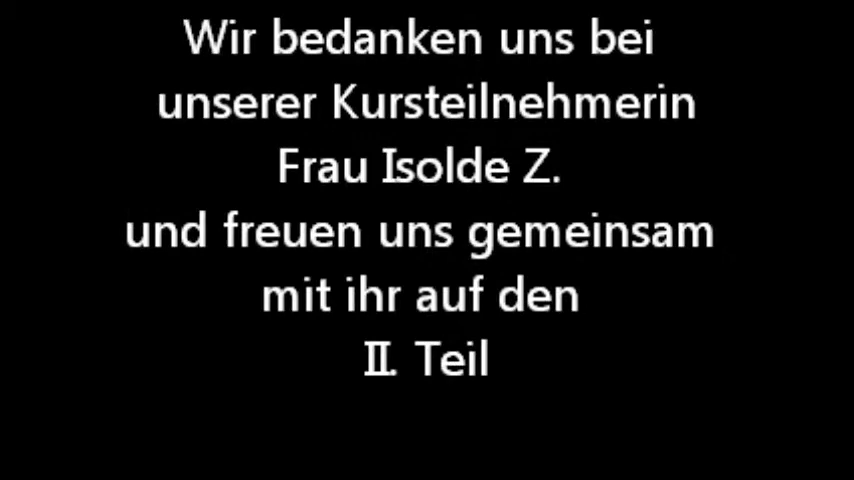 Wir bedanken uns bei
unserer Kursteilnehmerin
Frau Isolde Z.
und freuen uns gemeinsam
mit ihr auf den
II. Teil